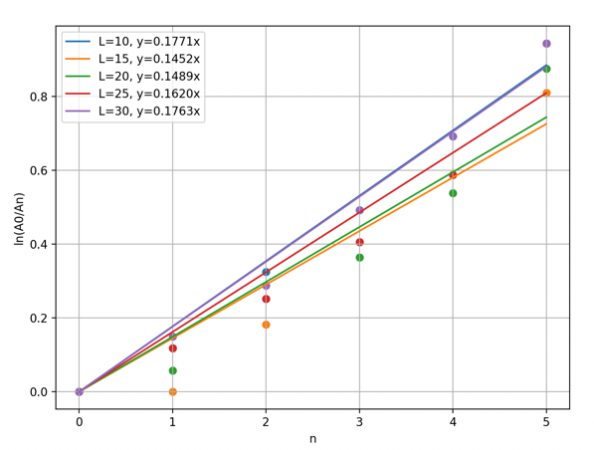 L=10, y=0.1771x
L=15, y=0.1452x
L=20, y=0.1489x
L=25, y=0.1620x
L=30, y=0.1763x
ln(A0/An)
0.8
0.6
0.4
0.2
0.0
0 1 2 3 4 5
n